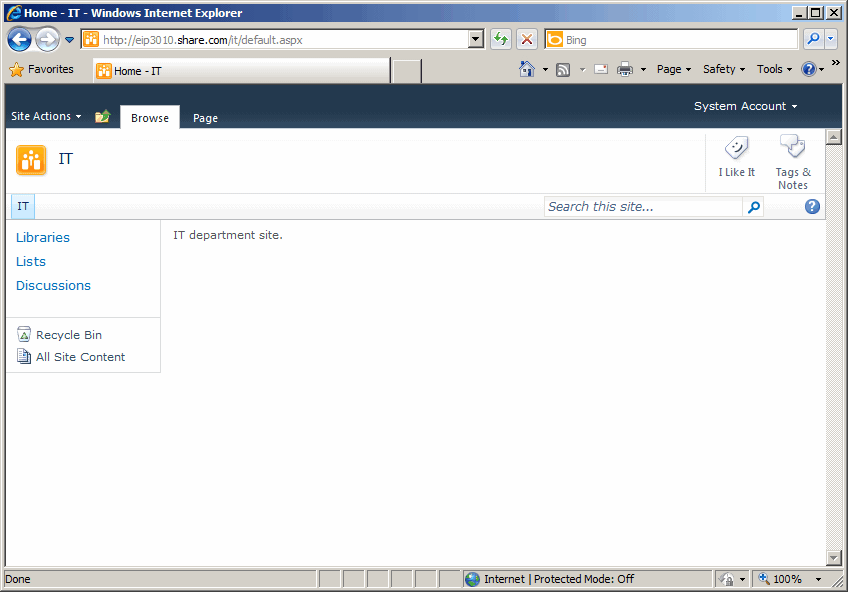 Home - IT - Windows Internet Explorer
http://eip3010.share.com/it/default.aspx
Bing
Favorites
Home - IT
Page
Safety
Tools
Site Actions
Browse
Page
System Account
IT
I Like It
Tags &
Notes
IT
Search this site...
Libraries
Lists
Discussions
Recycle Bin
All Site Content
IT department site.
Done
Internet | Protected Mode: Off
100%